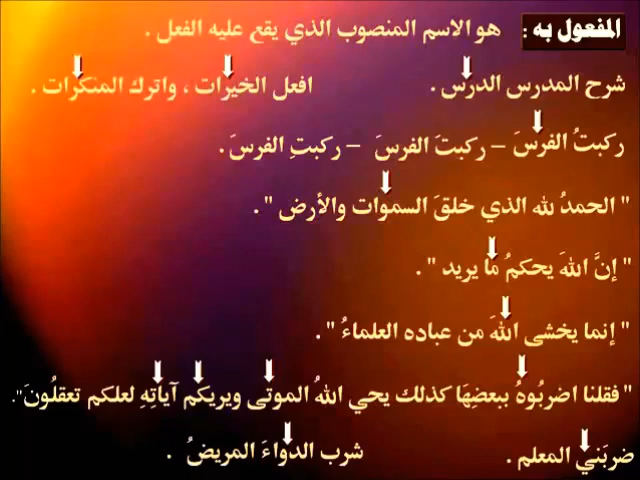 المفعول به : هو الاسم المنصوب الذي يقع عليه الفعل .
شرح المدرس الدرس . افعل الخيرات ، واترك المنكرات .
ركبتُ الفرسَ – ركبتَ الفرسَ – ركبتِ الفرسَ .
" الحمدُ لله الذي خلقَ السموات والأرض " .
" إنَّ اللهَ يحكمُ ما يريد " .
" إنما يخشى اللهَ من عباده العلماءُ " .
" فقلنا اضربُوهُ ببعضِهَا كذلك يحي اللهُ الموتى ويريكم آياتِهِ لعلكم تعقلُونَ".
ضربَني المعلم . شرب الدواءَ المريضُ .